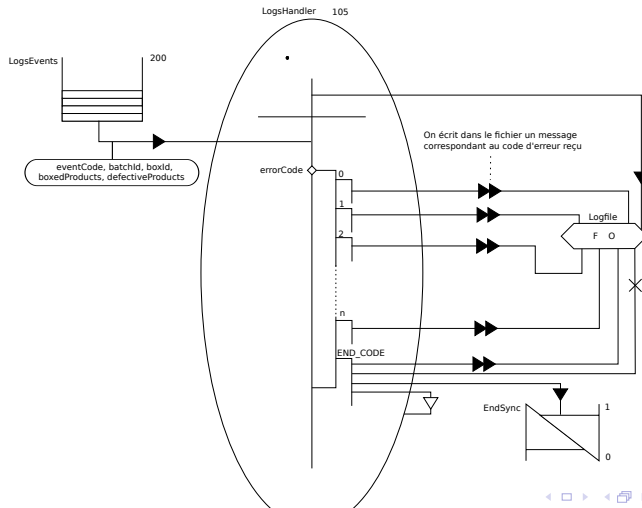 LogsHandler 105
LogsEvents
200
On écrit dans le fichier un message
correspondant au code d'erreur reçu
eventCode, batchId, boxId,
boxedProducts, defectiveProducts
errorCode
0
1
2
n
END_CODE
Logfile
F O
EndSync
1
0